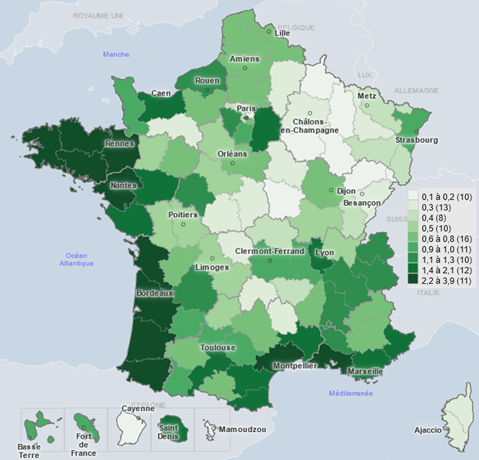 ROYAUME UNI
BELGIQUE
Lille
Manche
Amiens
LUX.
Rouen
ALLEMAGNE
Caen
Metz
Paris
Châlons
-en-Champagne
Strasbourg
Rennes
Orléans
Nantes
Dijon
Besançon
SUISS
Poitiers
0,1 à 0,2 (10)
0,3 (13)
0,4 (8)
0,5 (10)
0,6 à 0,8 (16)
0,9 à 1,0 (11)
1,1 à 1,3 (10)
1,4 à 2,1 (12)
2,2 à 3,9 (11)
Océan
Atlantique
Clermont-Ferrand
Lyon
Limoges
ITALIE
Bordeaux
Toulouse
Montpellier
Marseille
Méditerranée
ESPAGNE
Cayenne
Ajaccio
Basse
Terre
Fort
de
France
Saint
Denis
Mamoudzou